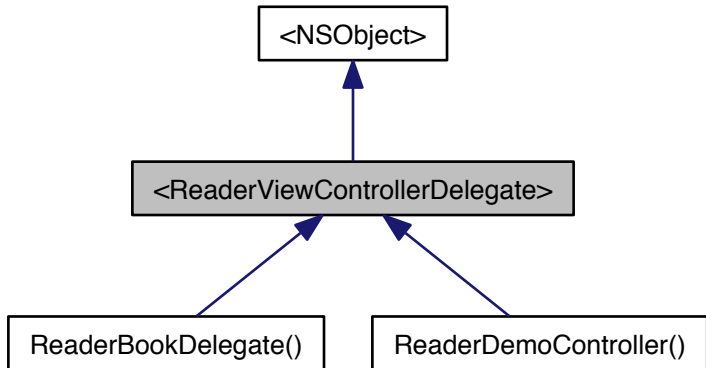 <NSObject>
<ReaderViewControllerDelegate>
ReaderBookDelegate()
ReaderDemoController()